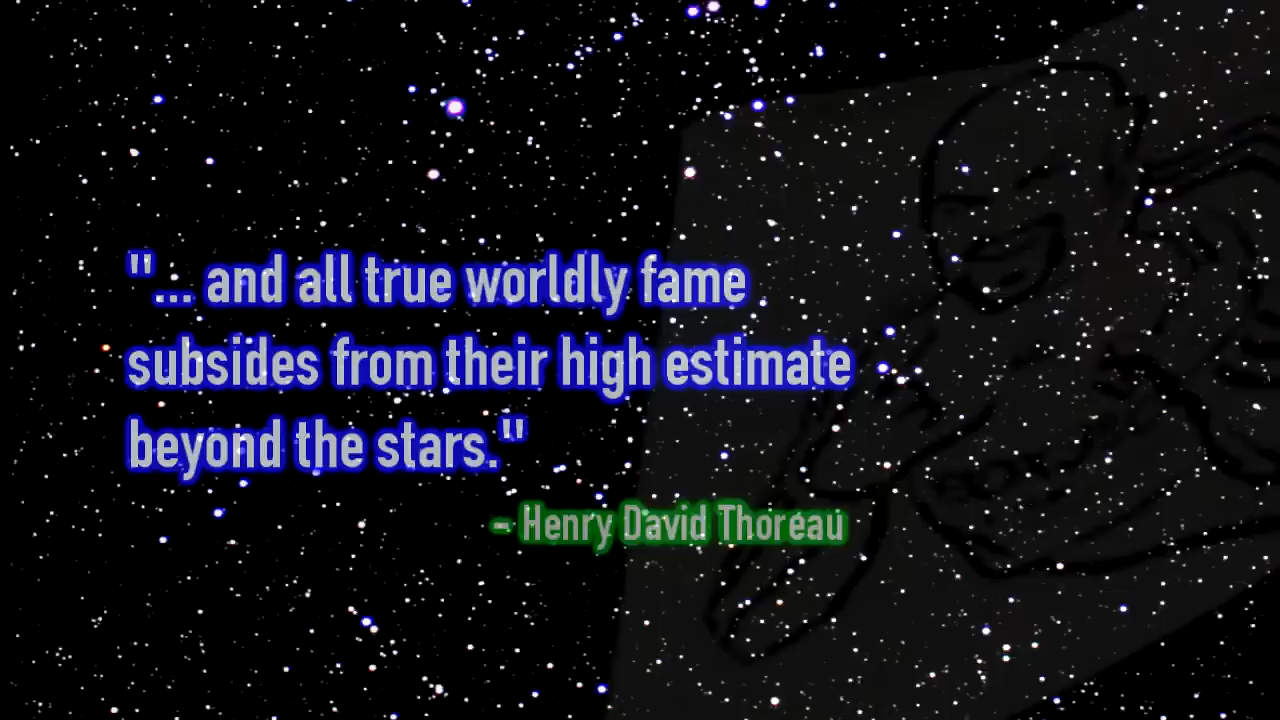 "... and all true worldly fame
subsides from their high estimate
beyond the stars."
- Henry David Thoreau